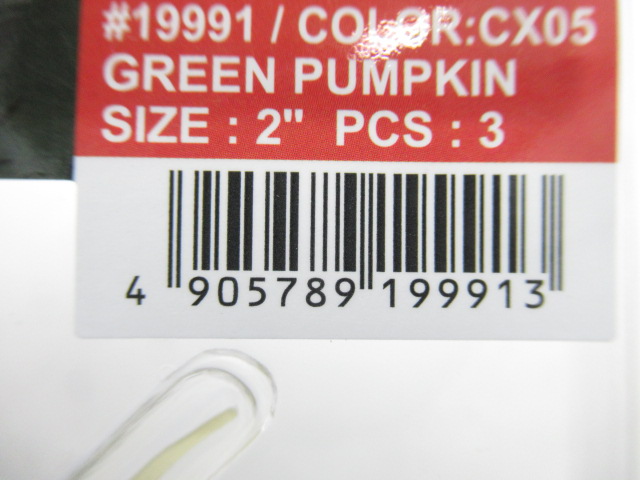 #19991 / COLOR:CX05
GREEN PUMPKIN
SIZE : 2" PCS : 3
4 905789 199913